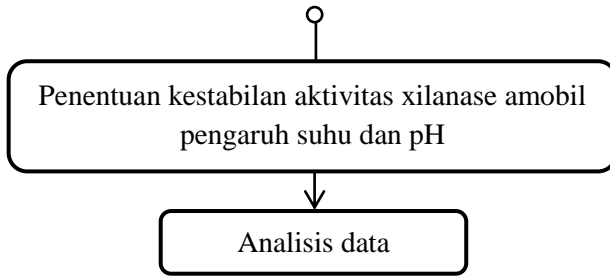 Penentuan kestabilan aktivitas xilanase amobil
pengaruh suhu dan pH
Analisis data